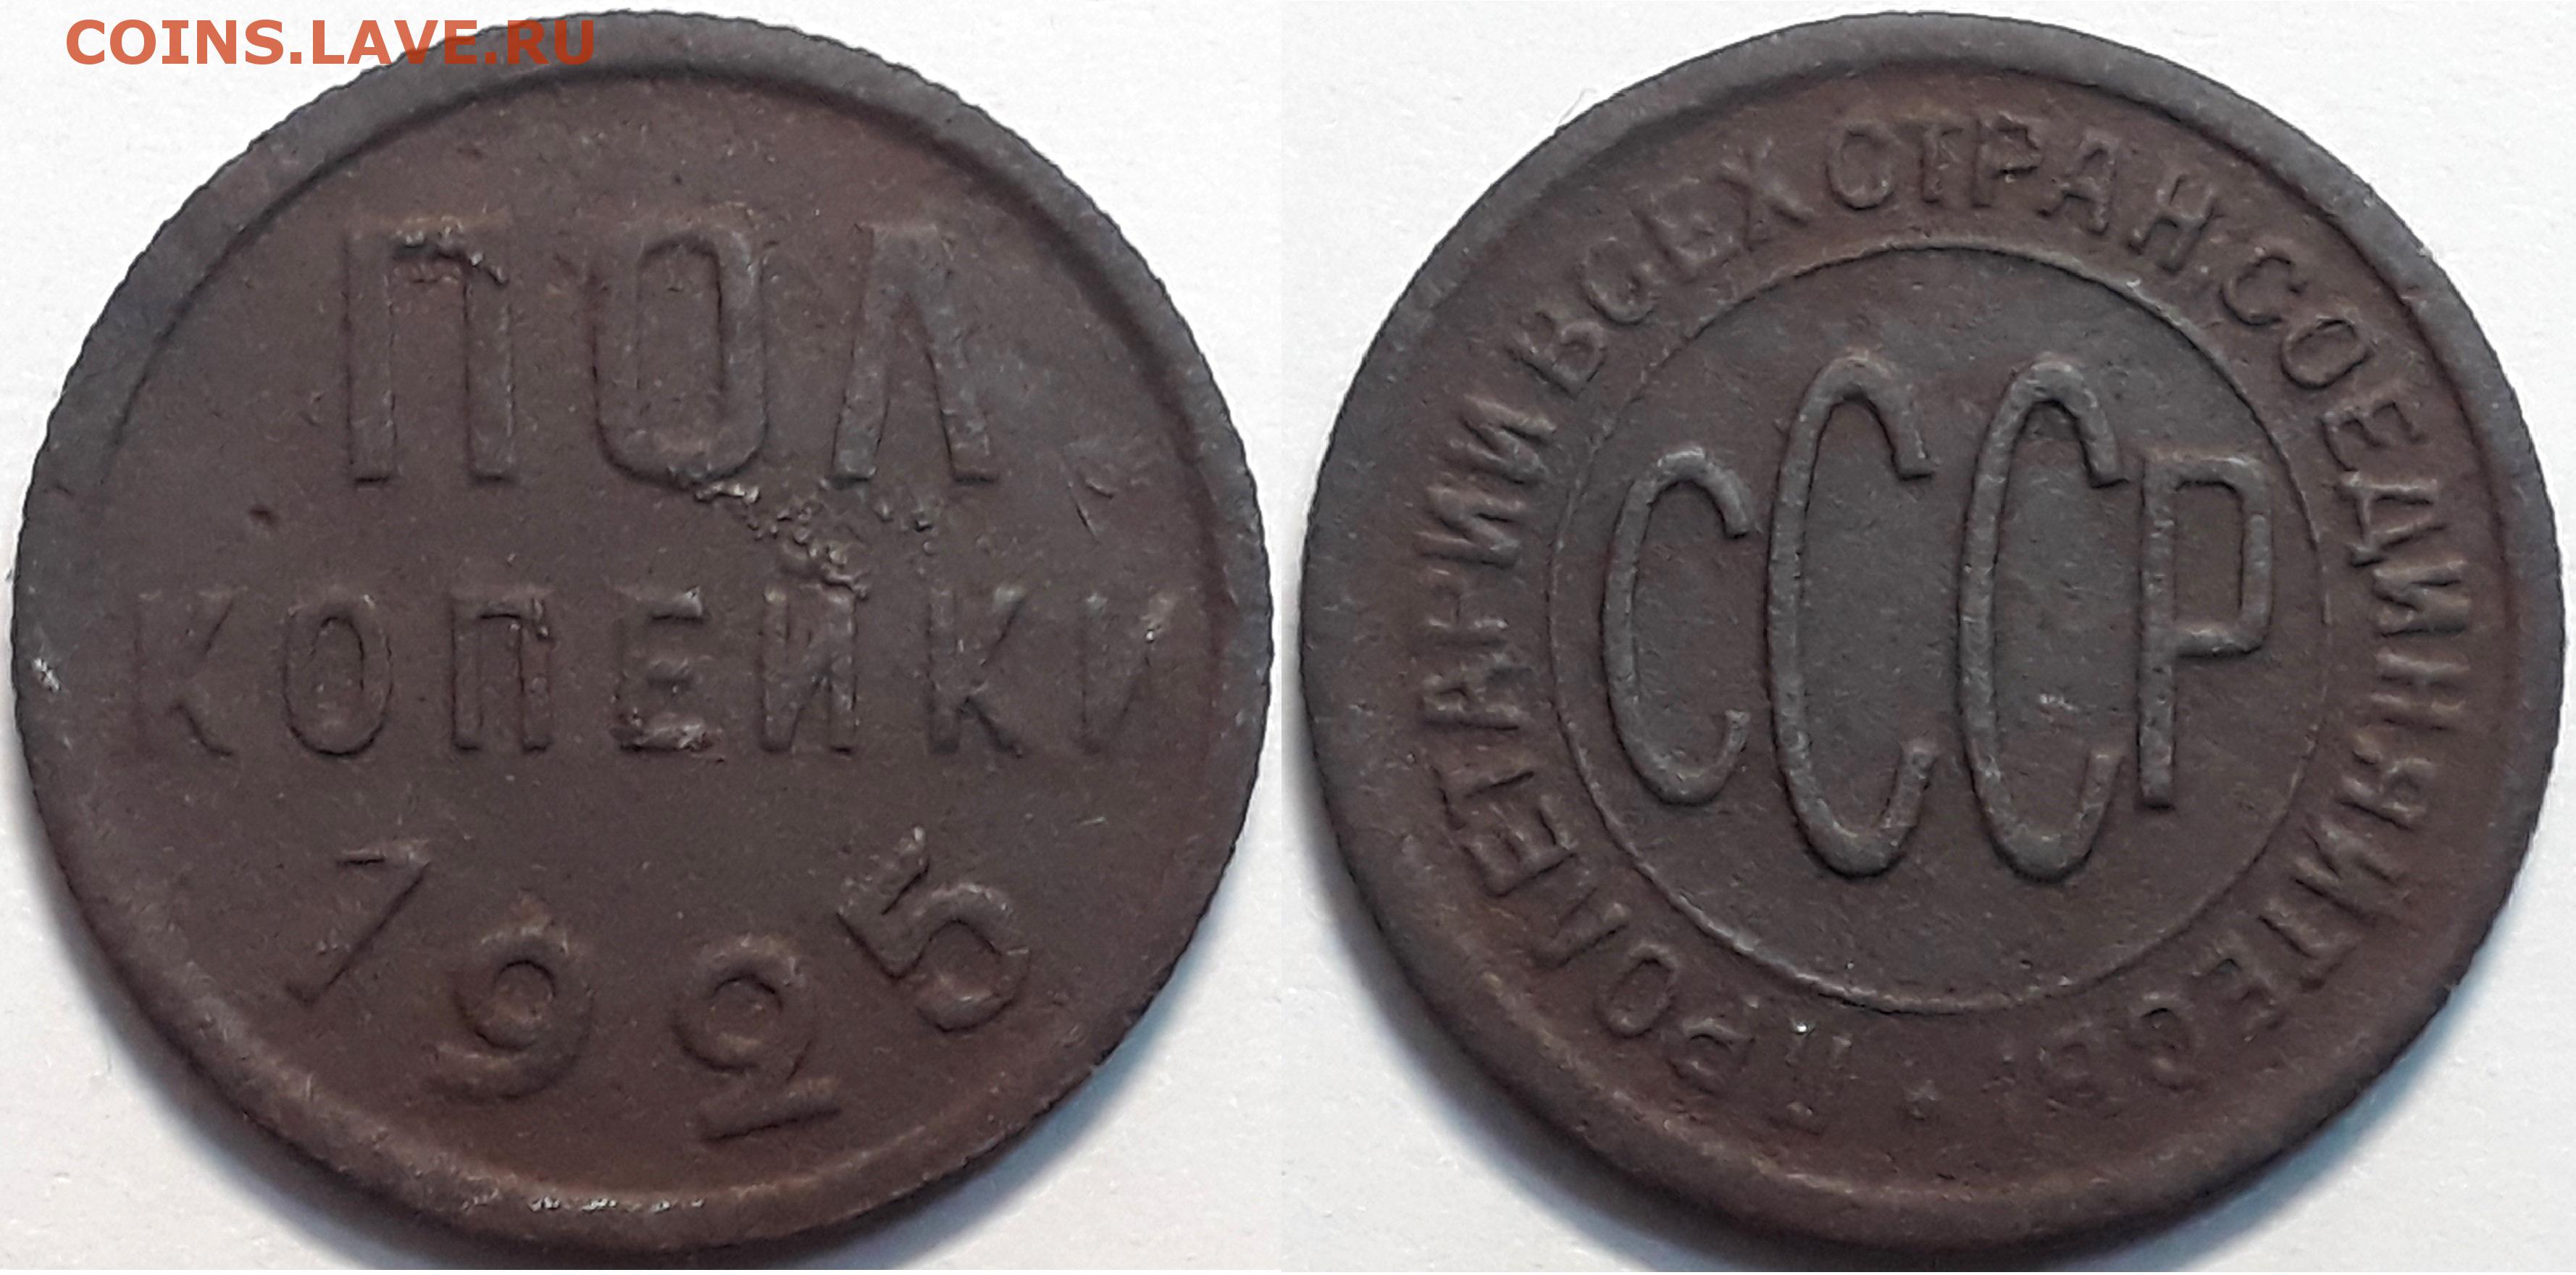 COINS.LAVE.RU
ПОЛ
КОПЕЙКИ
1925
ПРОЛЕТАРИИ ВСЕХ СТРАН, СОЕДИНЯЙТЕСЬ!
СССР